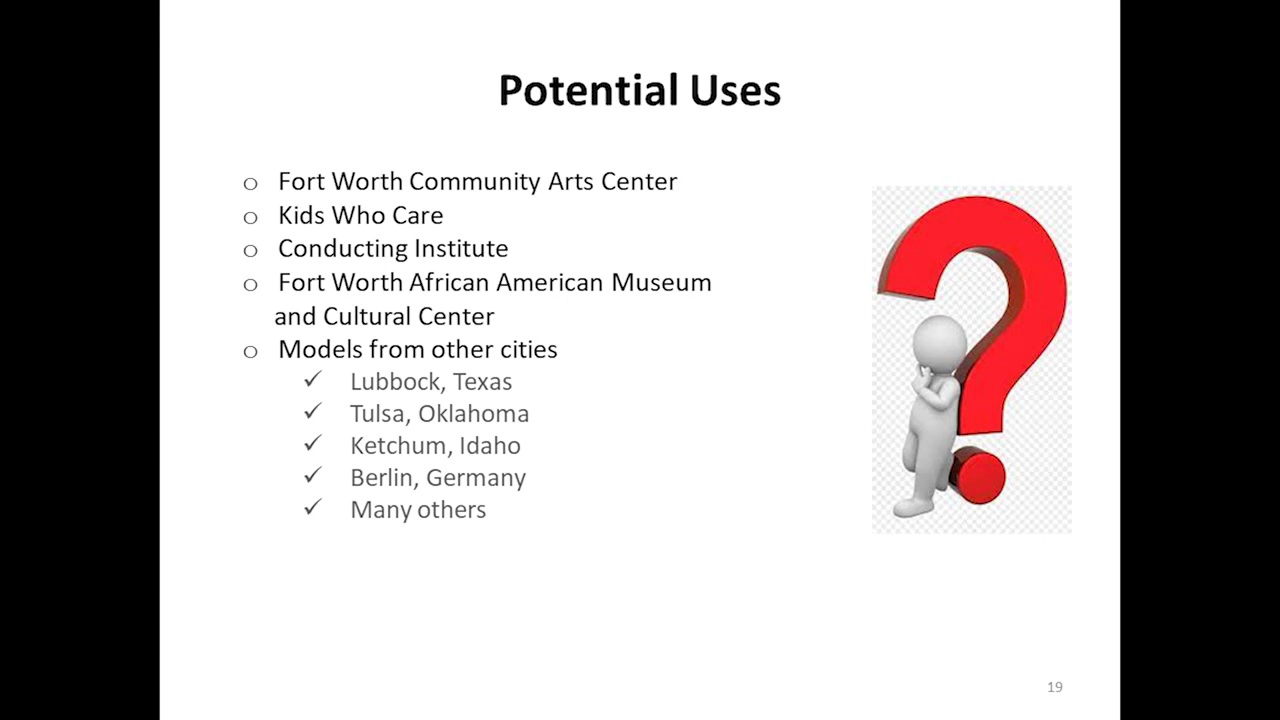 Potential Uses
o Fort Worth Community Arts Center
o Kids Who Care
o Conducting Institute
o Fort Worth African American Museum
and Cultural Center
o Models from other cities
✓ Lubbock, Texas
✓ Tulsa, Oklahoma
✓ Ketchum, Idaho
✓ Berlin, Germany
✓ Many others
?
19